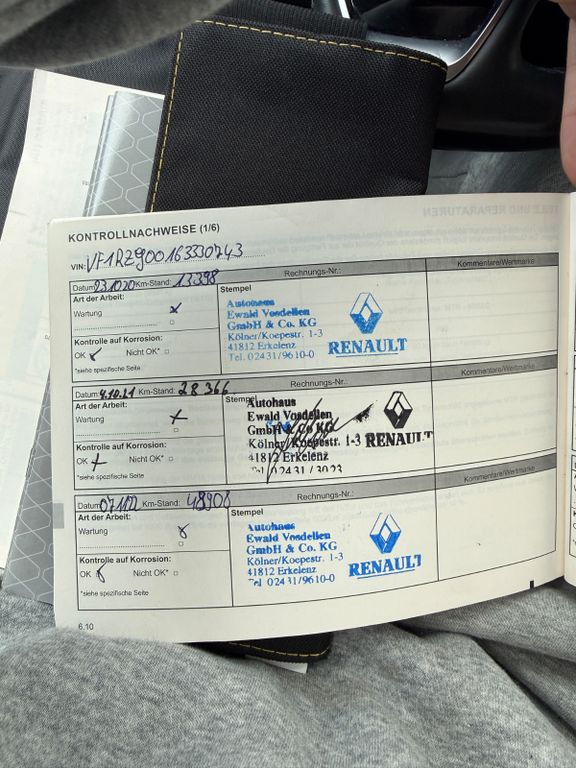 KONTROLLNACHWEISE (1/6)
VIN: VF1RZ900163330743
Datum: 23.10.20 Km-Stand: 13398 Rechnungs-Nr.: Kommentare/Wertmarke
Art der Arbeit:
Wartung x
Kontrolle auf Korrosion:
OK Nicht OK* □
*siehe spezifische Seite
Stempel
Autohaus
Ewald Vosdellen
GmbH & Co. KG
Kölner/Koepestr. 1-3
41812 Erkelenz
Tel. 02431/9610-0
RENAULT
Datum: 4.10.21 Km-Stand: 28366 Rechnungs-Nr.: Kommentare/Wertmarke
Art der Arbeit:
Wartung x
Kontrolle auf Korrosion:
OK x Nicht OK* □
*siehe spezifische Seite
Stempel
Autohaus
Ewald Vosdellen
GmbH & Co KG
Kölner/Koepestr. 1-3
41812 Erkelenz
RENAULT
Datum: Km-Stand: 48908 Rechnungs-Nr.: Kommentare/Wertmarke
Art der Arbeit:
Wartung x
Kontrolle auf Korrosion:
OK x Nicht OK* □
*siehe spezifische Seite
Stempel
Autohaus
Ewald Vosdellen
GmbH & Co. KG
Kölner/Koepestr. 1-3
41812 Erkelenz
Tel 02431/9610-0
RENAULT
6.10